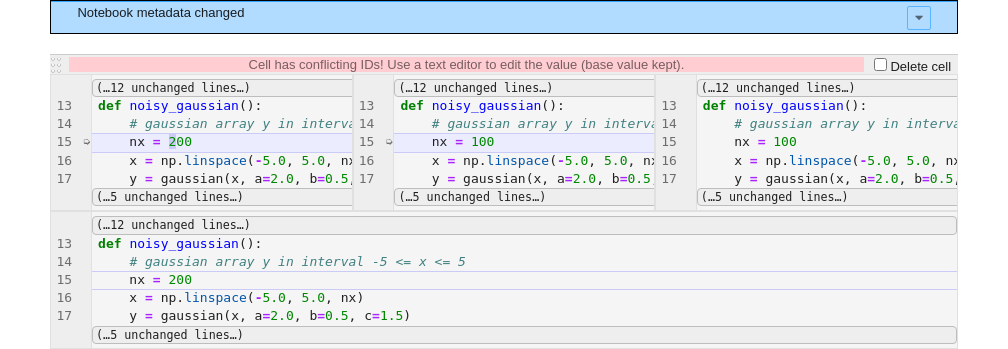 Notebook metadata changed
Cell has conflicting IDs! Use a text editor to edit the value (base value kept).
Delete cell
(…12 unchanged lines…)
13 def noisy_gaussian():
14 # gaussian array y in interva
15 nx = 200
16 x = np.linspace(-5.0, 5.0, nx
17 y = gaussian(x, a=2.0, b=0.5,
(…5 unchanged lines…)
(…12 unchanged lines…)
13 def noisy_gaussian():
14 # gaussian array y in interva
15 nx = 100
16 x = np.linspace(-5.0, 5.0, nx
17 y = gaussian(x, a=2.0, b=0.5
(…5 unchanged lines…)
(…12 unchanged lines…)
13 def noisy_gaussian():
14 # gaussian array y in interva
15 nx = 100
16 x = np.linspace(-5.0, 5.0, nx
17 y = gaussian(x, a=2.0, b=0.5,
(…5 unchanged lines…)
(…12 unchanged lines…)
13 def noisy_gaussian():
14 # gaussian array y in interval -5 <= x <= 5
15 nx = 200
16 x = np.linspace(-5.0, 5.0, nx)
17 y = gaussian(x, a=2.0, b=0.5, c=1.5)
(…5 unchanged lines…)